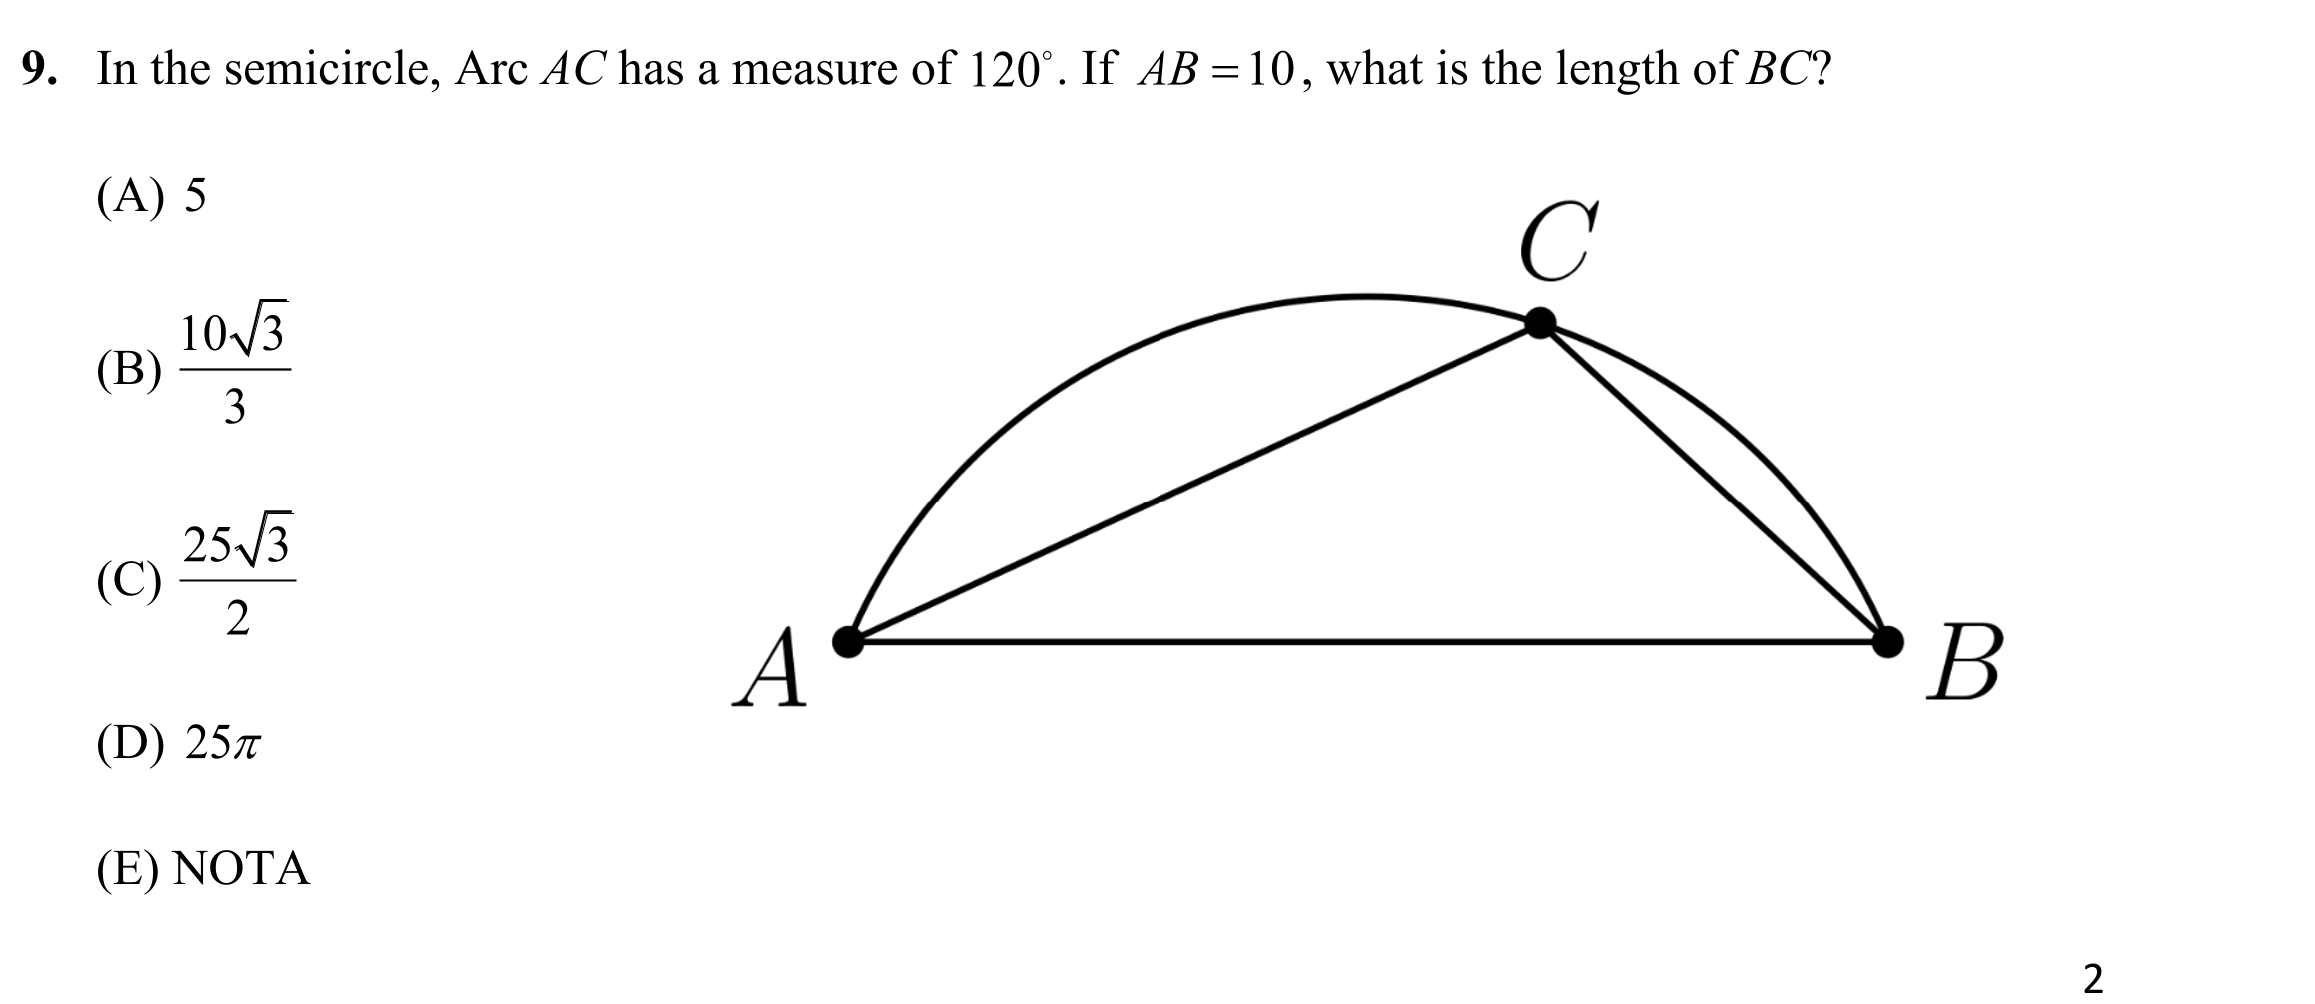 9. In the semicircle, Arc AC has a measure of 120°. If AB = 10, what is the length of BC?
(A) 5
(B) 10√3/3
(C) 25√3/2
(D) 25π
(E) NOTA
C
A
B
2